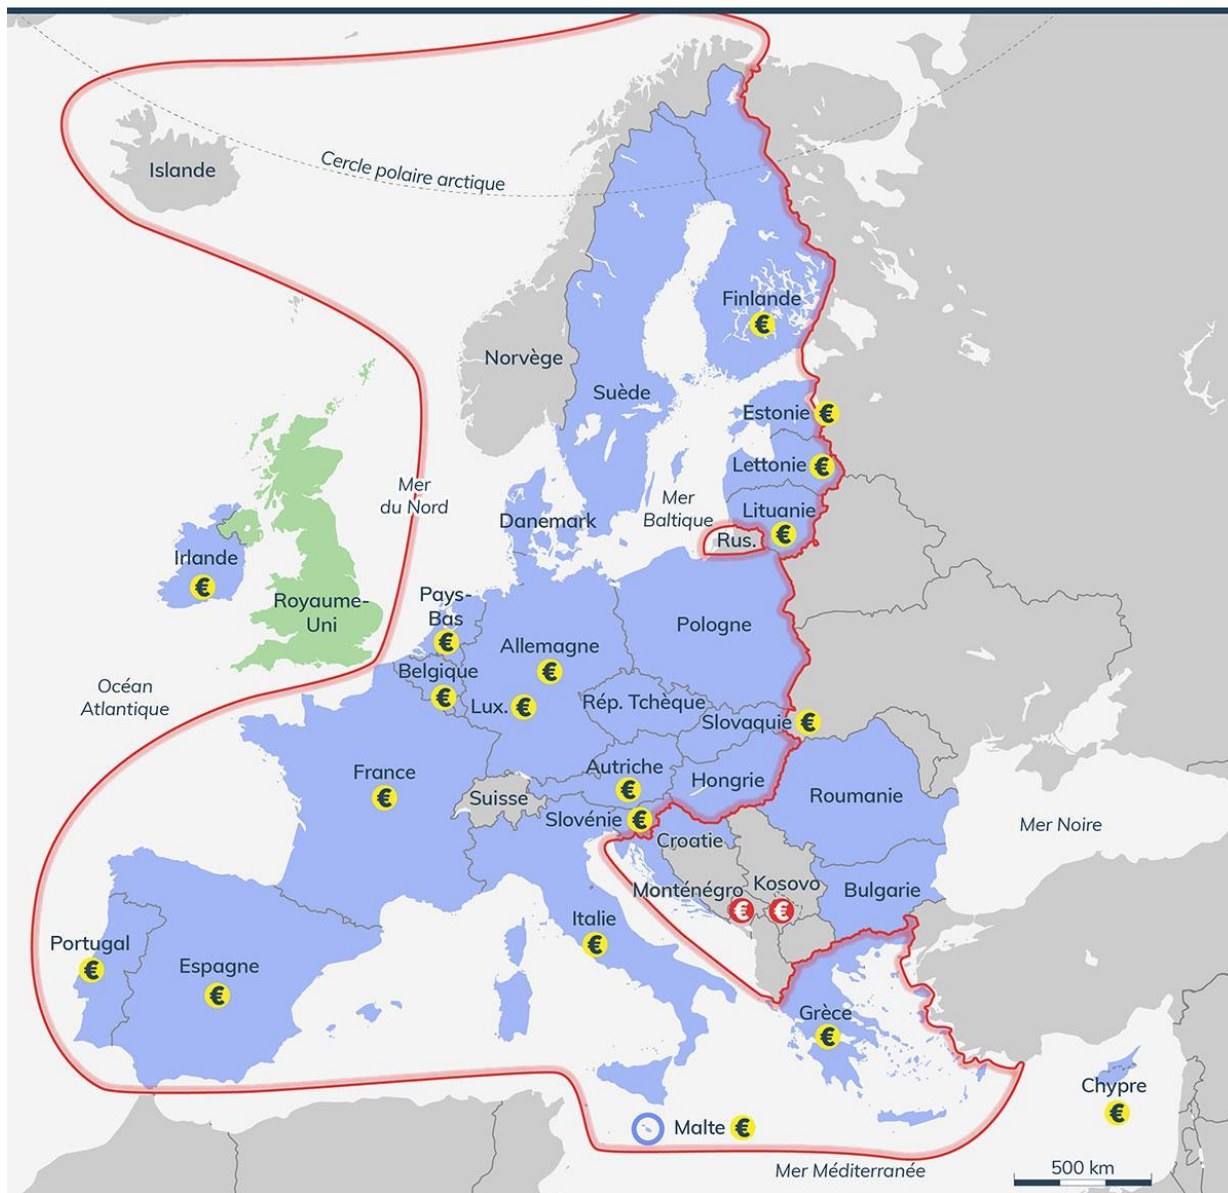 Islande
Cercle polaire arctique
Finlande
€
Norvège
Suède
Estonie €
Lettonie €
Mer
du Nord
Mer
Baltique
Lituanie
€
Danemark
Rus.
Irlande
€
Royaume-
Uni
Pays-
Bas
€
Pologne
Allemagne
€
Belgique
€
Lux. €
Rép. Tchèque
Océan
Atlantique
Slovaquie €
France
€
Autriche
€
Hongrie
Suisse
Roumanie
Slovénie €
Mer Noire
Croatie
Monténégro
€
Kosovo
€
Bulgarie
Italie
€
Portugal
€
Espagne
€
Grèce
€
Chypre
€
Malte €
Mer Méditerranée
500 km